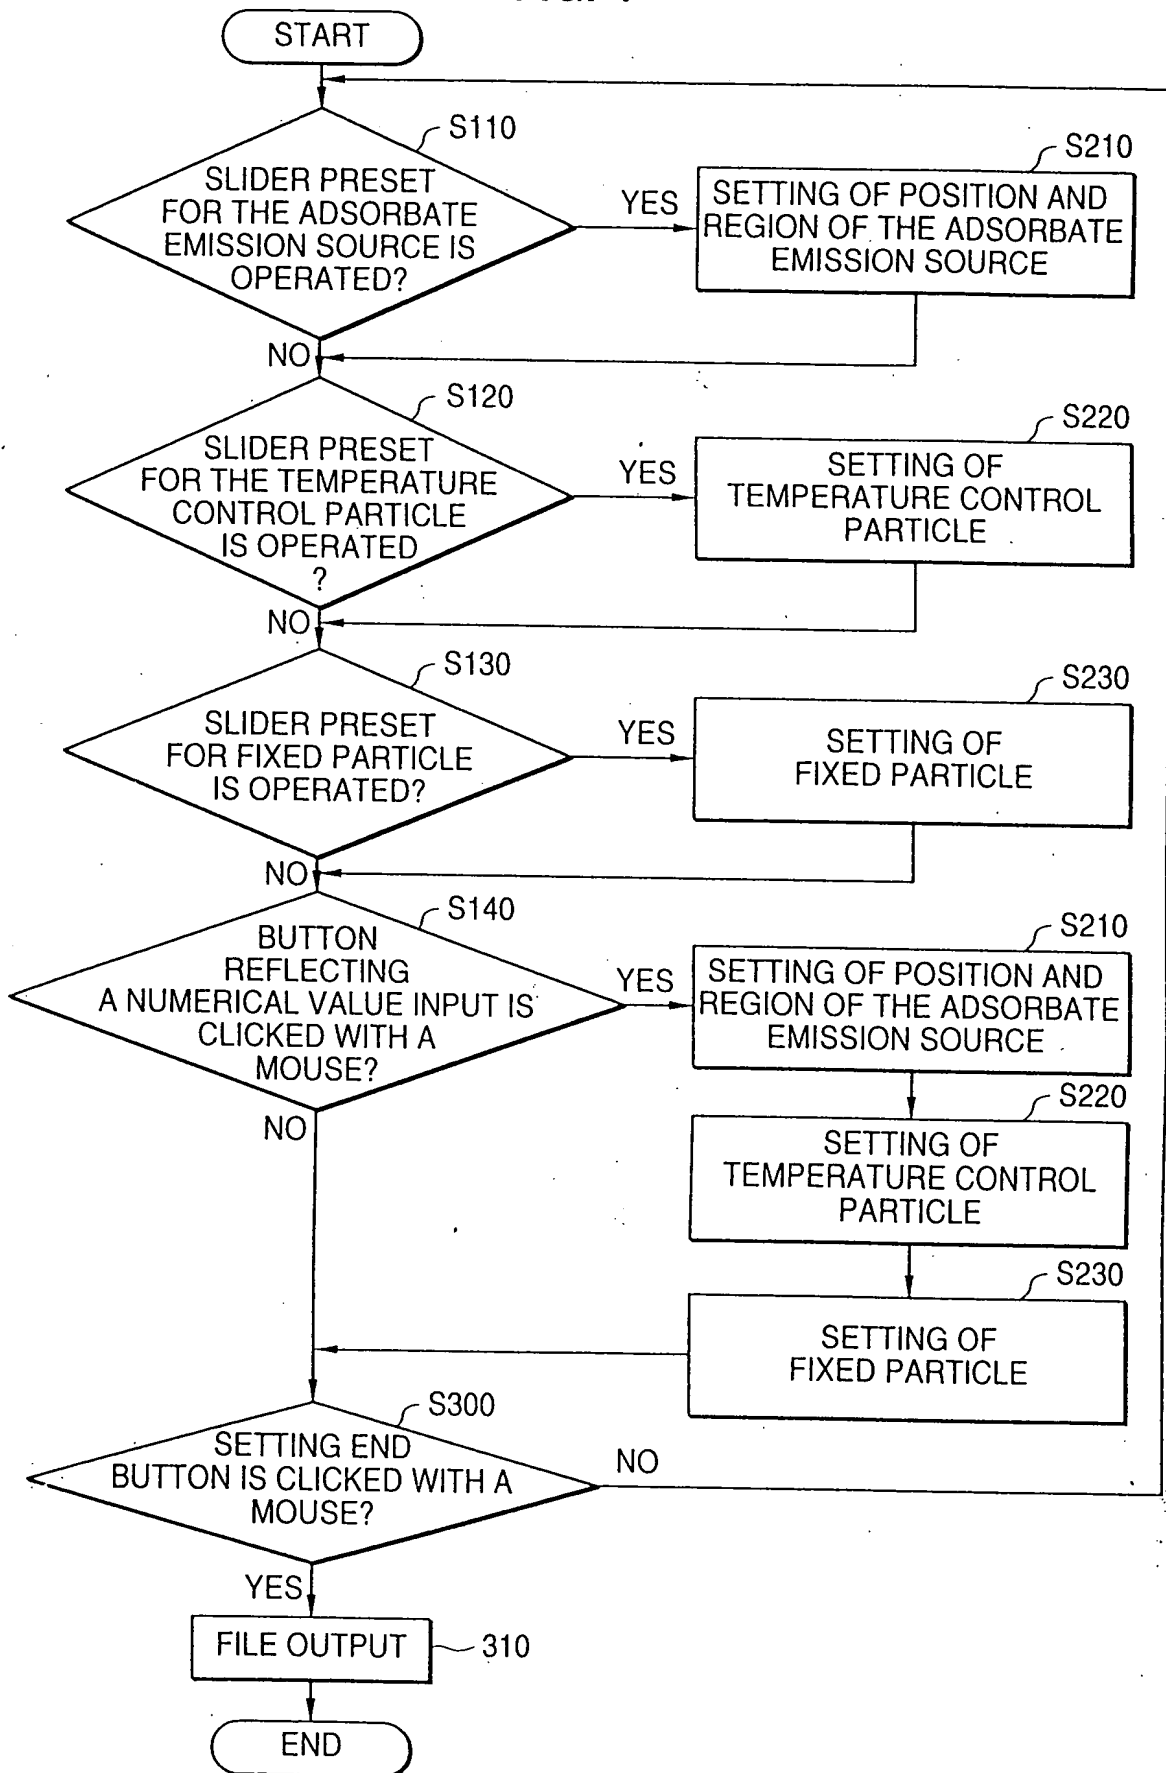 START
S110
SLIDER PRESET
FOR THE ADSORBATE
EMISSION SOURCE IS
OPERATED?
YES
S210
SETTING OF POSITION AND
REGION OF THE ADSORBATE
EMISSION SOURCE
NO
S120
SLIDER PRESET
FOR THE TEMPERATURE
CONTROL PARTICLE
IS OPERATED
?
YES
S220
SETTING OF
TEMPERATURE CONTROL
PARTICLE
NO
S130
SLIDER PRESET
FOR FIXED PARTICLE
IS OPERATED?
YES
S230
SETTING OF
FIXED PARTICLE
NO
S140
BUTTON
REFLECTING
A NUMERICAL VALUE INPUT IS
CLICKED WITH A
MOUSE?
YES
S210
SETTING OF POSITION AND
REGION OF THE ADSORBATE
EMISSION SOURCE
NO
S220
SETTING OF
TEMPERATURE CONTROL
PARTICLE
S230
SETTING OF
FIXED PARTICLE
S300
SETTING END
BUTTON IS CLICKED WITH A
MOUSE?
NO
YES
FILE OUTPUT
310
END